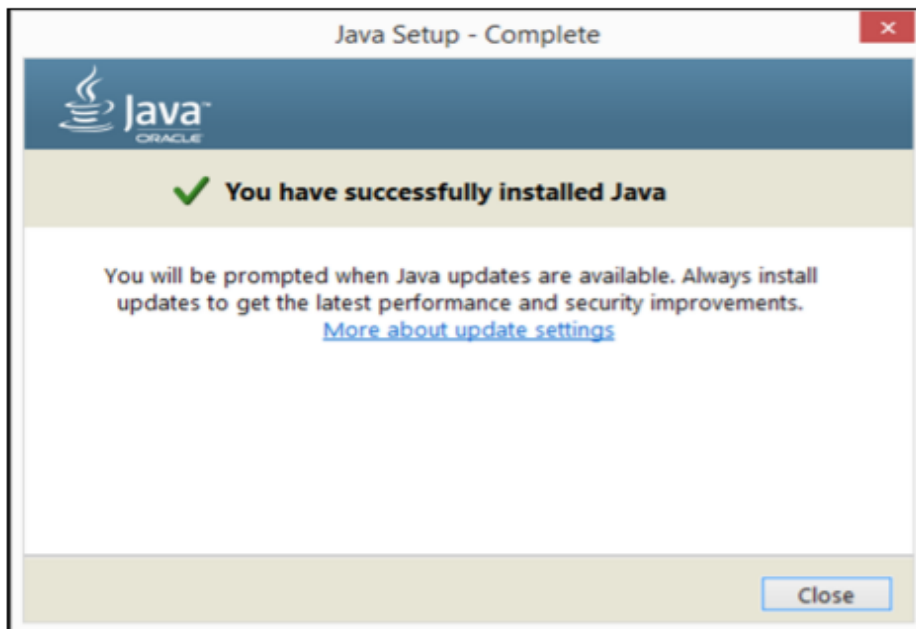 Java Setup - Complete
Java™
ORACLE
You have successfully installed Java
You will be prompted when Java updates are available. Always install
updates to get the latest performance and security improvements.
More about update settings
Close